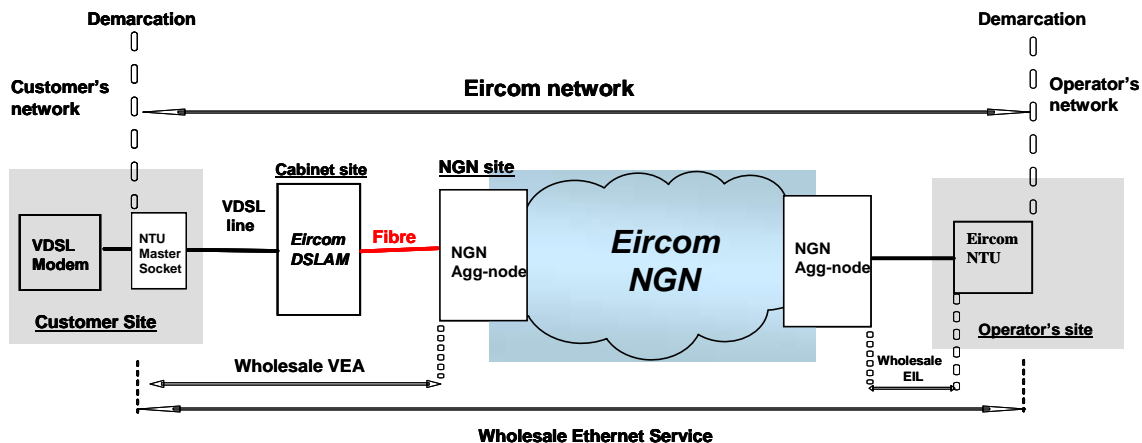 Demarcation
Demarcation
Customer's
network
Eircom network
Operator's
network
Cabinet site
NGN site
VDSL
line
Fibre
VDSL
Modem
NTU
Master
Socket
Eircom
DSLAM
NGN
Agg-node
Eircom
NGN
NGN
Agg-node
Eircom
NTU
Customer Site
Operator's site
Wholesale VEA
Wholesale
EIL
Wholesale Ethernet Service